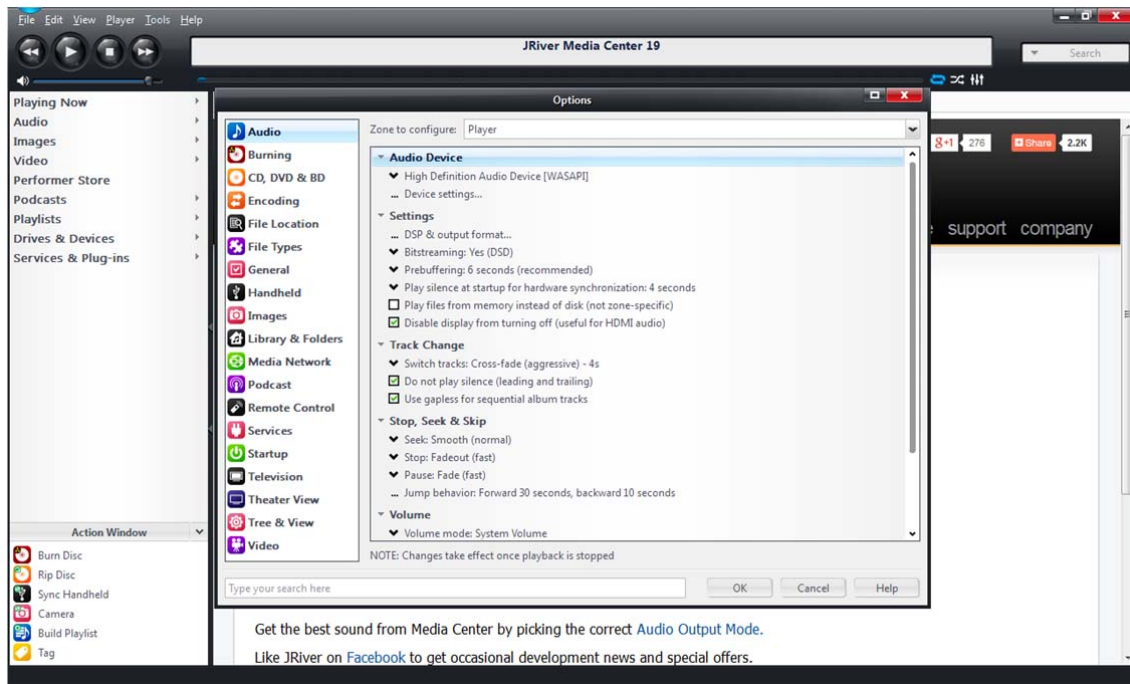 File Edit View Player Tools Help
JRiver Media Center 19
Search
Playing Now
Audio
Images
Video
Performer Store
Podcasts
Playlists
Drives & Devices
Services & Plug-ins
Action Window
Burn Disc
Rip Disc
Sync Handheld
Camera
Build Playlist
Tag
Options
Audio
Burning
CD, DVD & BD
Encoding
File Location
File Types
General
Handheld
Images
Library & Folders
Media Network
Podcast
Remote Control
Services
Startup
Television
Theater View
Tree & View
Video
Zone to configure: Player
Audio Device
High Definition Audio Device [WASAPI]
... Device settings...
Settings
... DSP & output format...
Bitstreaming: Yes (DSD)
Prebuffering: 6 seconds (recommended)
Play silence at startup for hardware synchronization: 4 seconds
Play files from memory instead of disk (not zone-specific)
Disable display from turning off (useful for HDMI audio)
Track Change
Switch tracks: Cross-fade (aggressive) - 4s
Do not play silence (leading and trailing)
Use gapless for sequential album tracks
Stop, Seek & Skip
Seek: Smooth (normal)
Stop: Fadeout (fast)
Pause: Fade (fast)
... Jump behavior: Forward 30 seconds, backward 10 seconds
Volume
Volume mode: System Volume
NOTE: Changes take effect once playback is stopped
Type your search here
OK Cancel Help
g+1 276 Share 2.2K
support company
Get the best sound from Media Center by picking the correct Audio Output Mode.
Like JRiver on Facebook to get occasional development news and special offers.